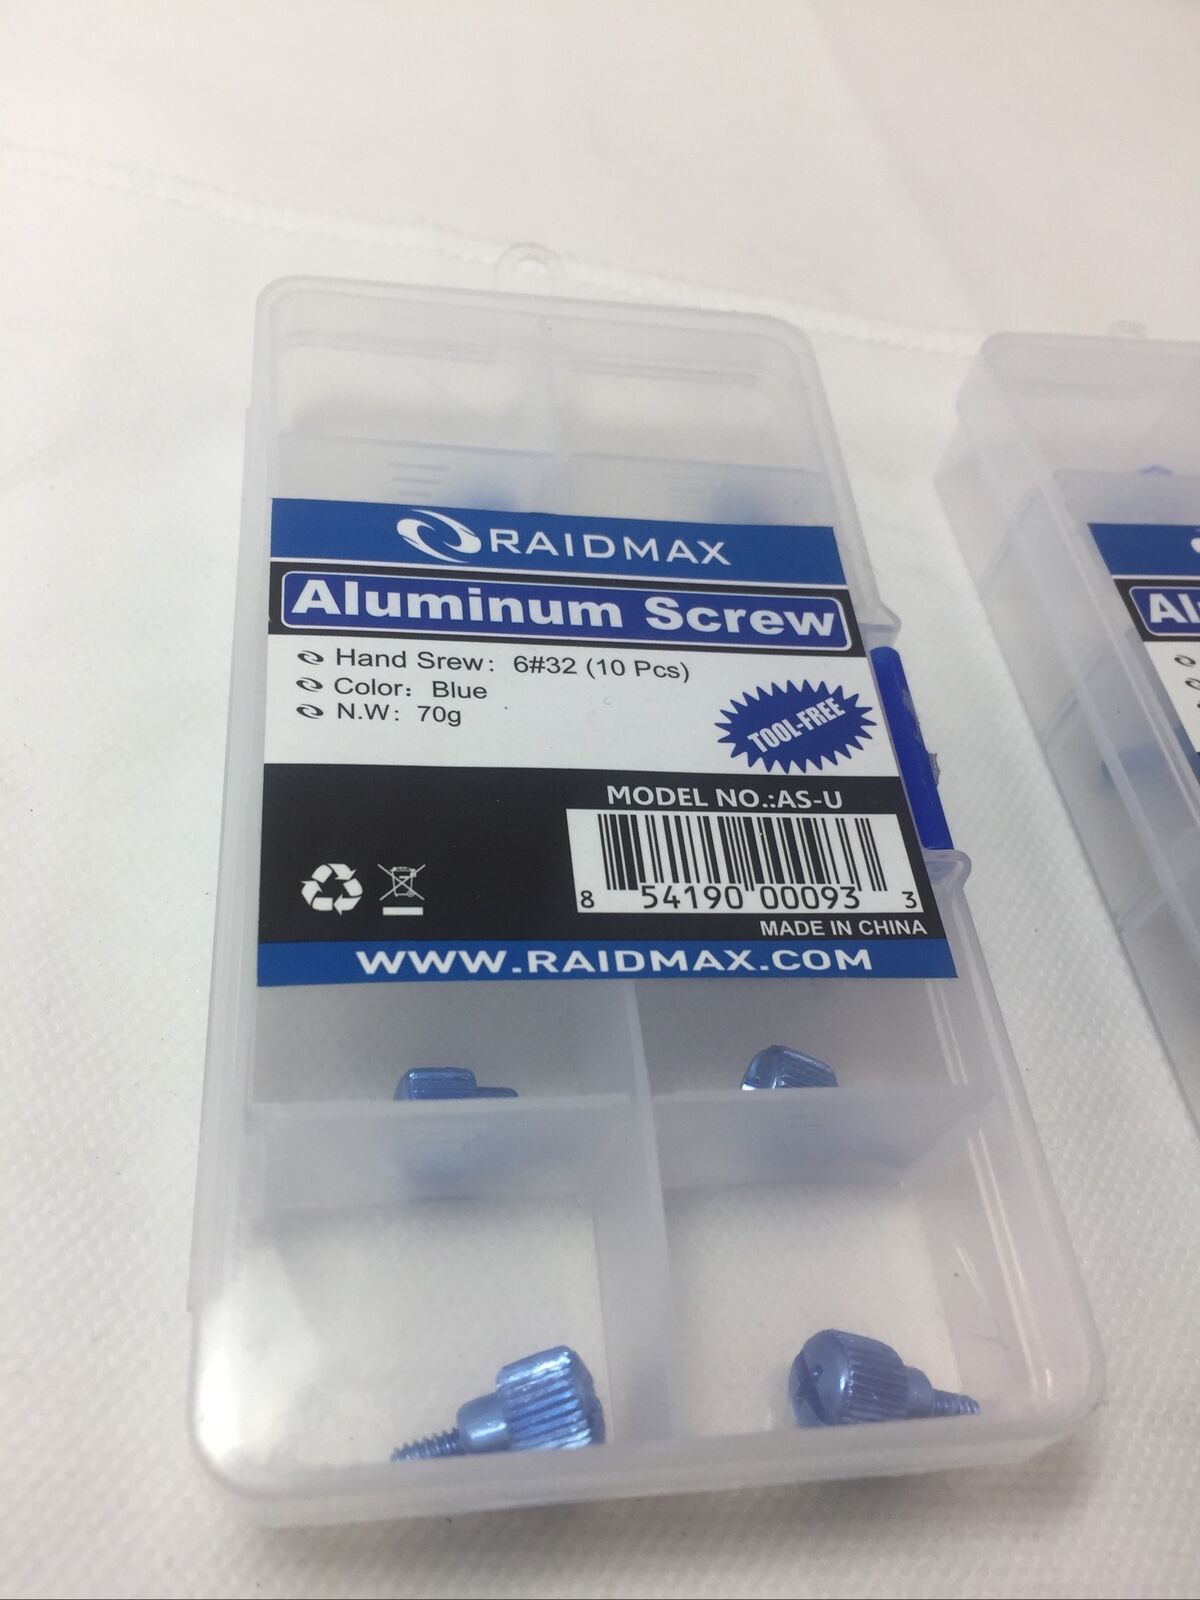 RAIDMAX
Aluminum Screw
Hand Srew: 6#32 (10 Pcs)
Color: Blue
N.W: 70g
TOOL-FREE
MODEL NO.:AS-U
8 54190 00093 3
MADE IN CHINA
WWW.RAIDMAX.COM
Al